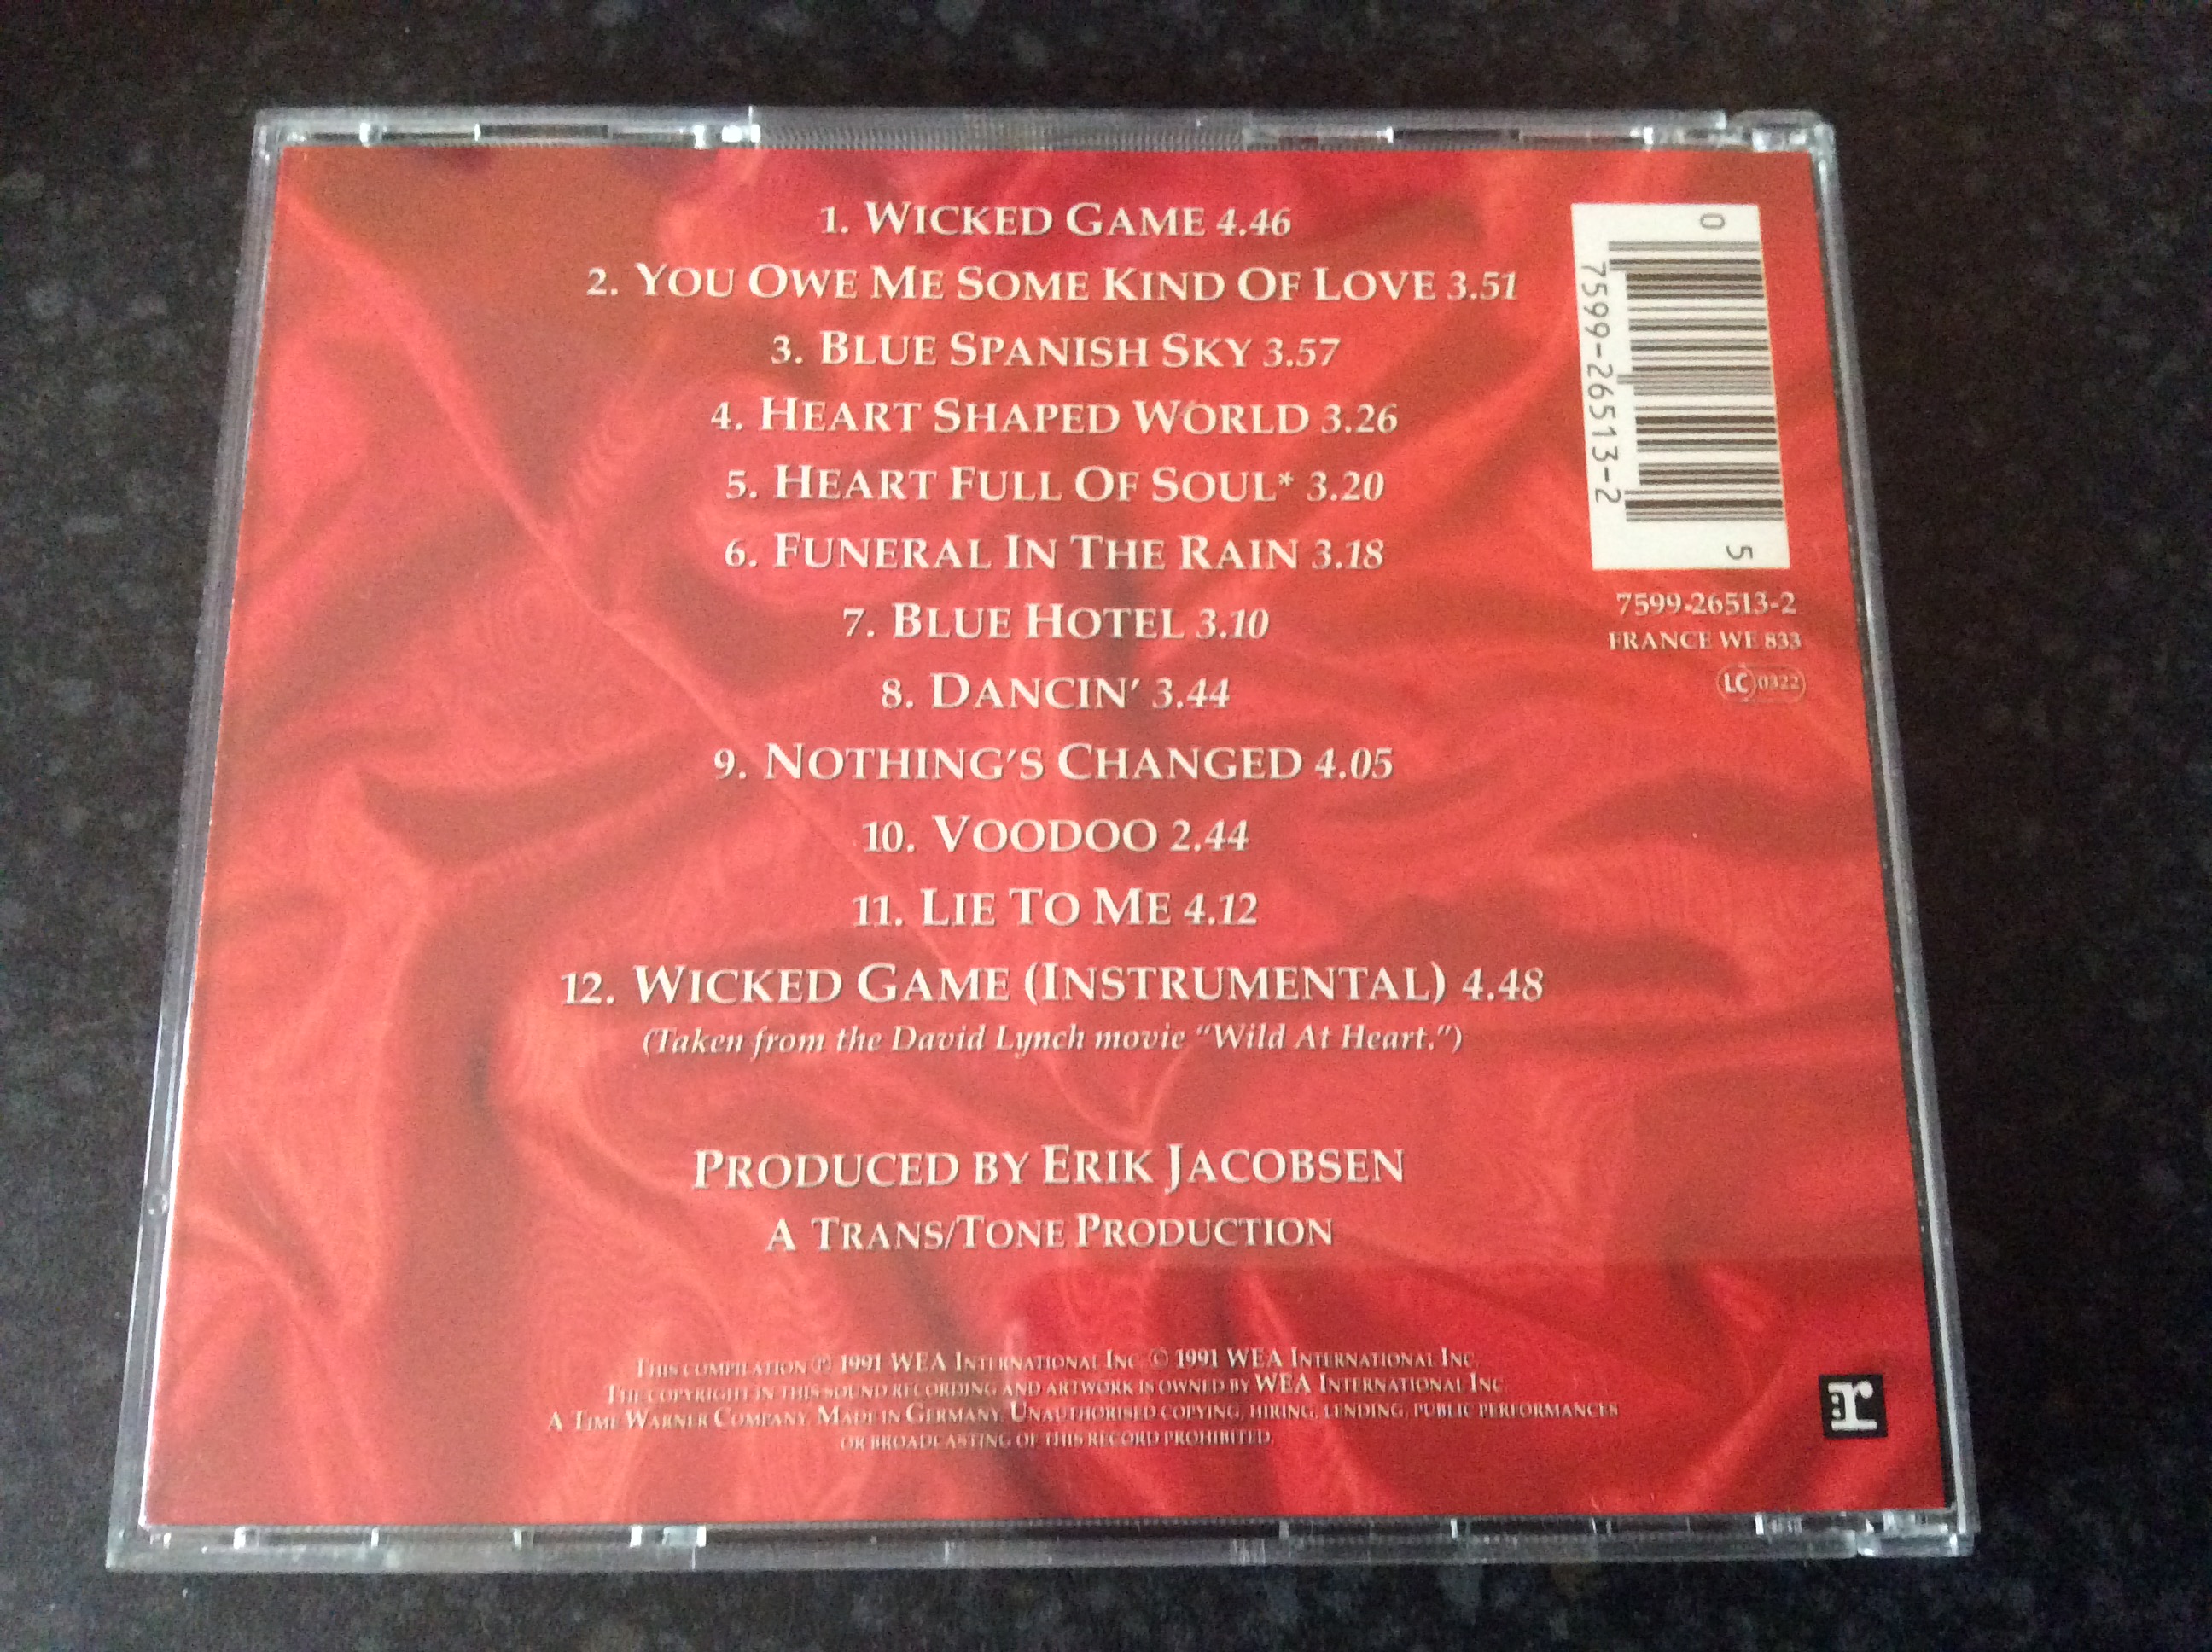 1. WICKED GAME 4.46
2. YOU OWE ME SOME KIND OF LOVE 3.51
3. BLUE SPANISH SKY 3.57
4. HEART SHAPED WORLD 3.26
5. HEART FULL OF SOUL* 3.20
6. FUNERAL IN THE RAIN 3.18
7. BLUE HOTEL 3.10
8. DANCIN' 3.44
9. NOTHING'S CHANGED 4.05
10. VOODOO 2.44
11. LIE TO ME 4.12
12. WICKED GAME (INSTRUMENTAL) 4.48
(Taken from the David Lynch movie "Wild At Heart.")
PRODUCED BY ERIK JACOBSEN
A TRANS/TONE PRODUCTION
THIS COMPILATION ℗ 1991 WEA INTERNATIONAL INC. © 1991 WEA INTERNATIONAL INC.
THE COPYRIGHT IN THIS SOUND RECORDING AND ARTWORK IS OWNED BY WEA INTERNATIONAL INC.
A TIME WARNER COMPANY. MADE IN GERMANY. UNAUTHORISED COPYING, HIRING, LENDING, PUBLIC PERFORMANCES
OR BROADCASTING OF THIS RECORD PROHIBITED.
0 7599-26513-2 5
7599-26513-2
FRANCE WE 833
LC 0322
r